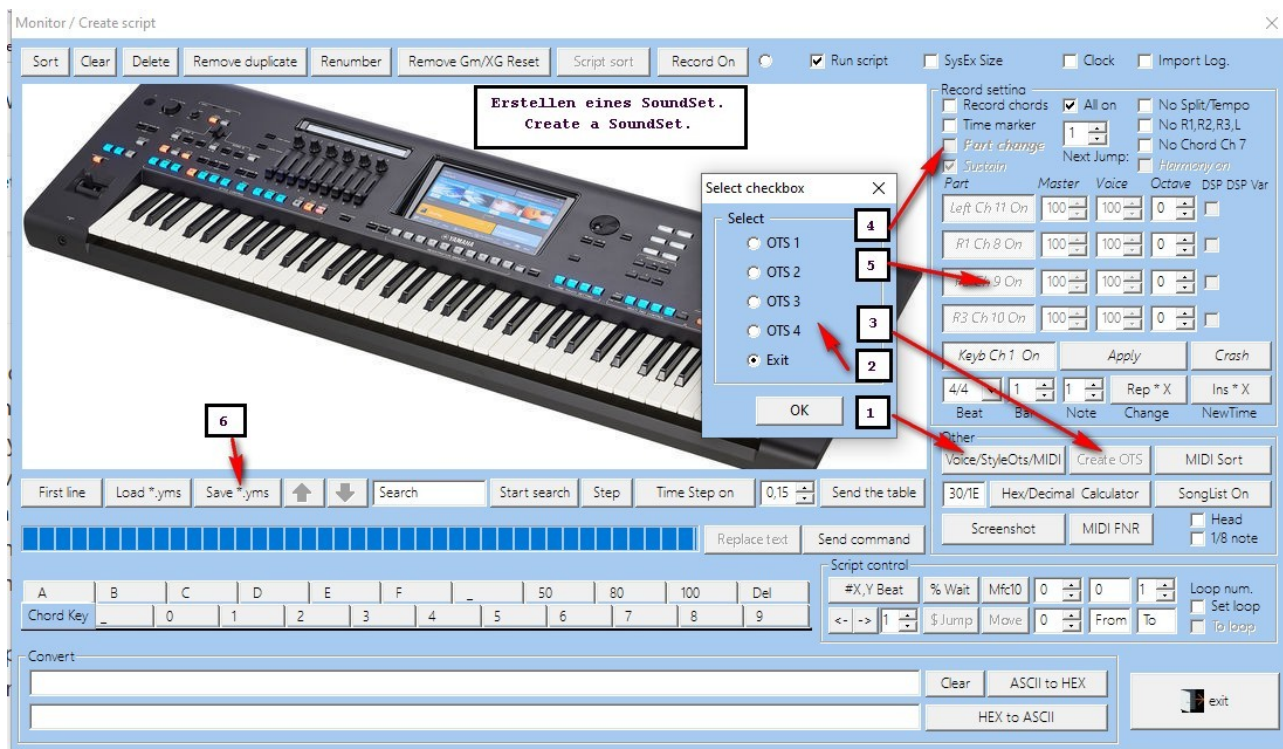 Monitor / Create script
Sort Clear Delete Remove duplicate Renumber Remove Gm/XG Reset Script sort Record On Run script SysEx Size Clock Import Log.
Erstellen eines SoundSet.
Create a SoundSet.
Record setting
Record chords All on No Split/Tempo
Time marker 1 No R1,R2,R3,L
Part change Next Jump: No Chord Ch 7
Sustain Harmony on
Part Master Voice Octave DSP DSP Var
Left Ch 11 On 100 100 0
R1 Ch 8 On 100 100 0
Ch 9 On 100 100 0
R3 Ch 10 On 100 100 0
Keyb Ch 1 On Apply Crash
4/4 1 1 Rep * X Ins * X
Beat Bar Note Change NewTime
Select checkbox
Select
OTS 1
OTS 2
OTS 3
OTS 4
Exit
OK
4
5
3
2
1
6
YAMAHA
Other
Voice/StyleOts/MIDI Create OTS MIDI Sort
30/1E Hex/Decimal Calculator SongList On
Screenshot MIDI FNR Head
1/8 note
First line Load *.yms Save *.yms Search Start search Step Time Step on 0,15 Send the table
Replace text Send command
Script control
#X,Y Beat % Wait Mfc10 0 0 1 Loop num.
<- -> 1 $ Jump Move 0 From To Set loop
To loop
A B C D E F _ 50 80 100 Del
Chord Key _ 0 1 2 3 4 5 6 7 8 9
Convert
Clear ASCII to HEX
HEX to ASCII
exit